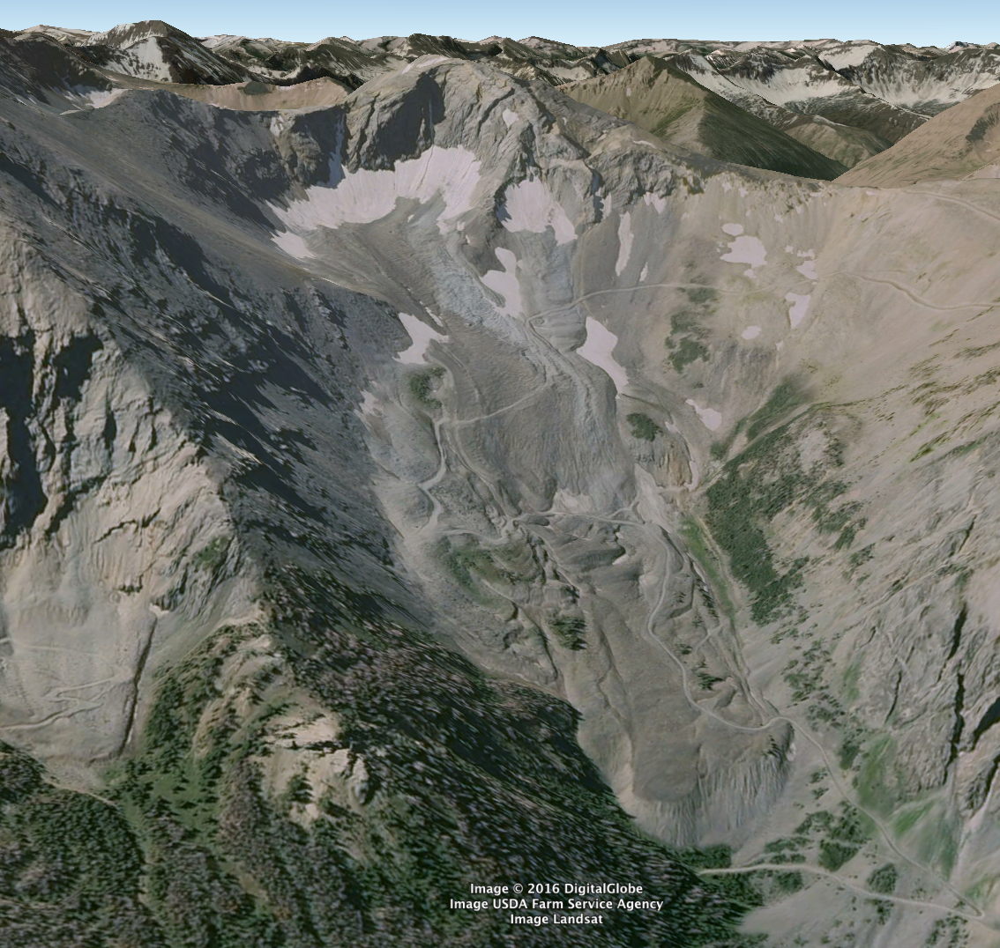 Image © 2016 DigitalGlobe
Image USDA Farm Service Agency
Image Landsat